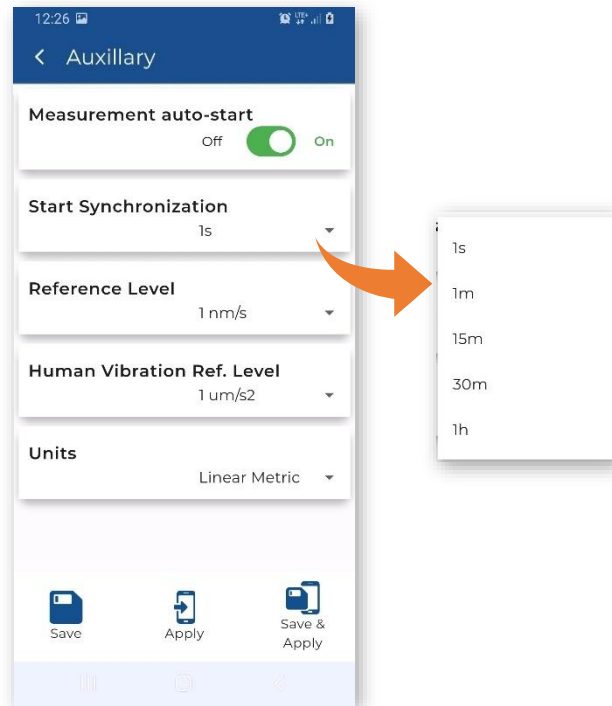 12:26
LTE+
Auxillary
Measurement auto-start
Off
On
Start Synchronization
1s
Reference Level
1 nm/s
Human Vibration Ref. Level
1 um/s2
Units
Linear Metric
Save
Apply
Save &
Apply
1s
1m
15m
30m
1h